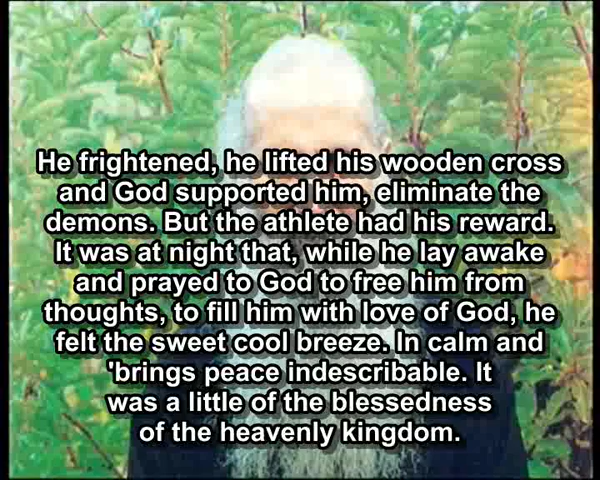 He frightened, he lifted his wooden cross
and God supported him, eliminate the
demons. But the athlete had his reward.
It was at night that, while he lay awake
and prayed to God to free him from
thoughts, to fill him with love of God, he
felt the sweet cool breeze. In calm and
'brings peace indescribable. It
was a little of the blessedness
of the heavenly kingdom.